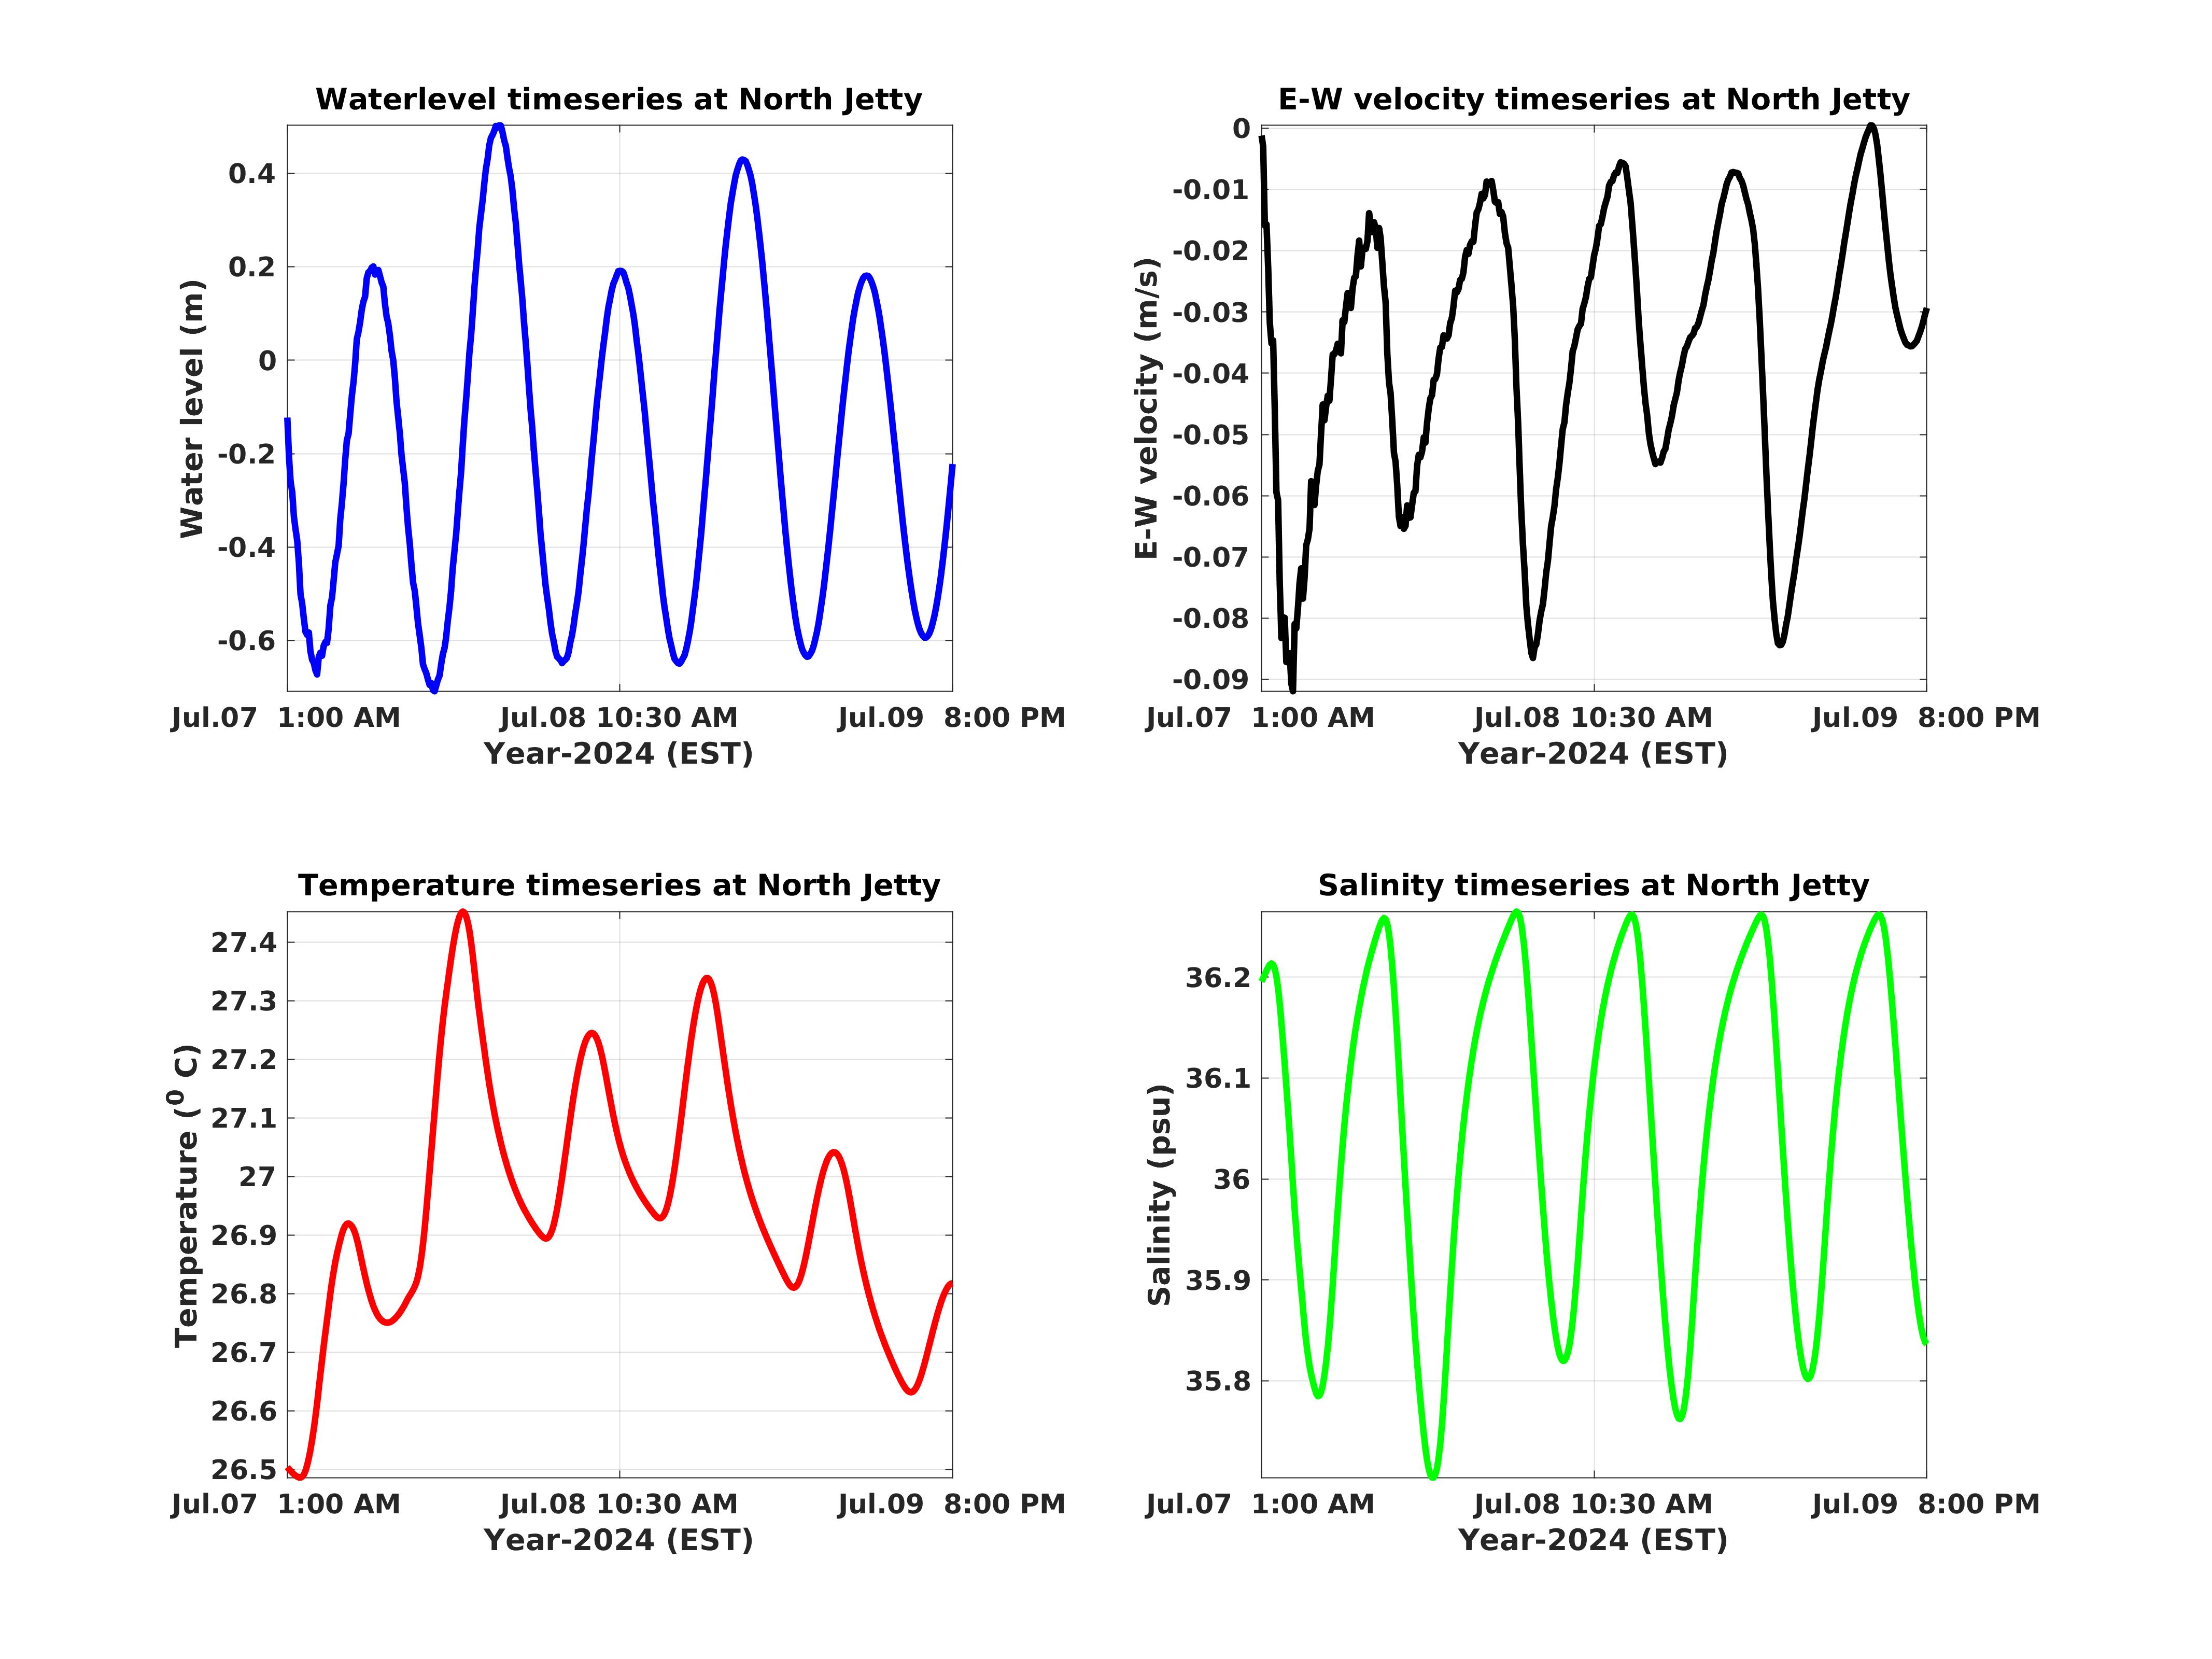 Waterlevel timeseries at North Jetty
0.4
0.2
0
-0.2
-0.4
-0.6
Water level (m)
Jul.07 1:00 AM
Jul.08 10:30 AM
Jul.09 8:00 PM
Year-2024 (EST)
E-W velocity timeseries at North Jetty
0
-0.01
-0.02
-0.03
-0.04
-0.05
-0.06
-0.07
-0.08
-0.09
E-W velocity (m/s)
Jul.07 1:00 AM
Jul.08 10:30 AM
Jul.09 8:00 PM
Year-2024 (EST)
Temperature timeseries at North Jetty
27.4
27.3
27.2
27.1
27
26.9
26.8
26.7
26.6
26.5
Temperature (⁰ C)
Jul.07 1:00 AM
Jul.08 10:30 AM
Jul.09 8:00 PM
Year-2024 (EST)
Salinity timeseries at North Jetty
36.2
36.1
36
35.9
35.8
Salinity (psu)
Jul.07 1:00 AM
Jul.08 10:30 AM
Jul.09 8:00 PM
Year-2024 (EST)